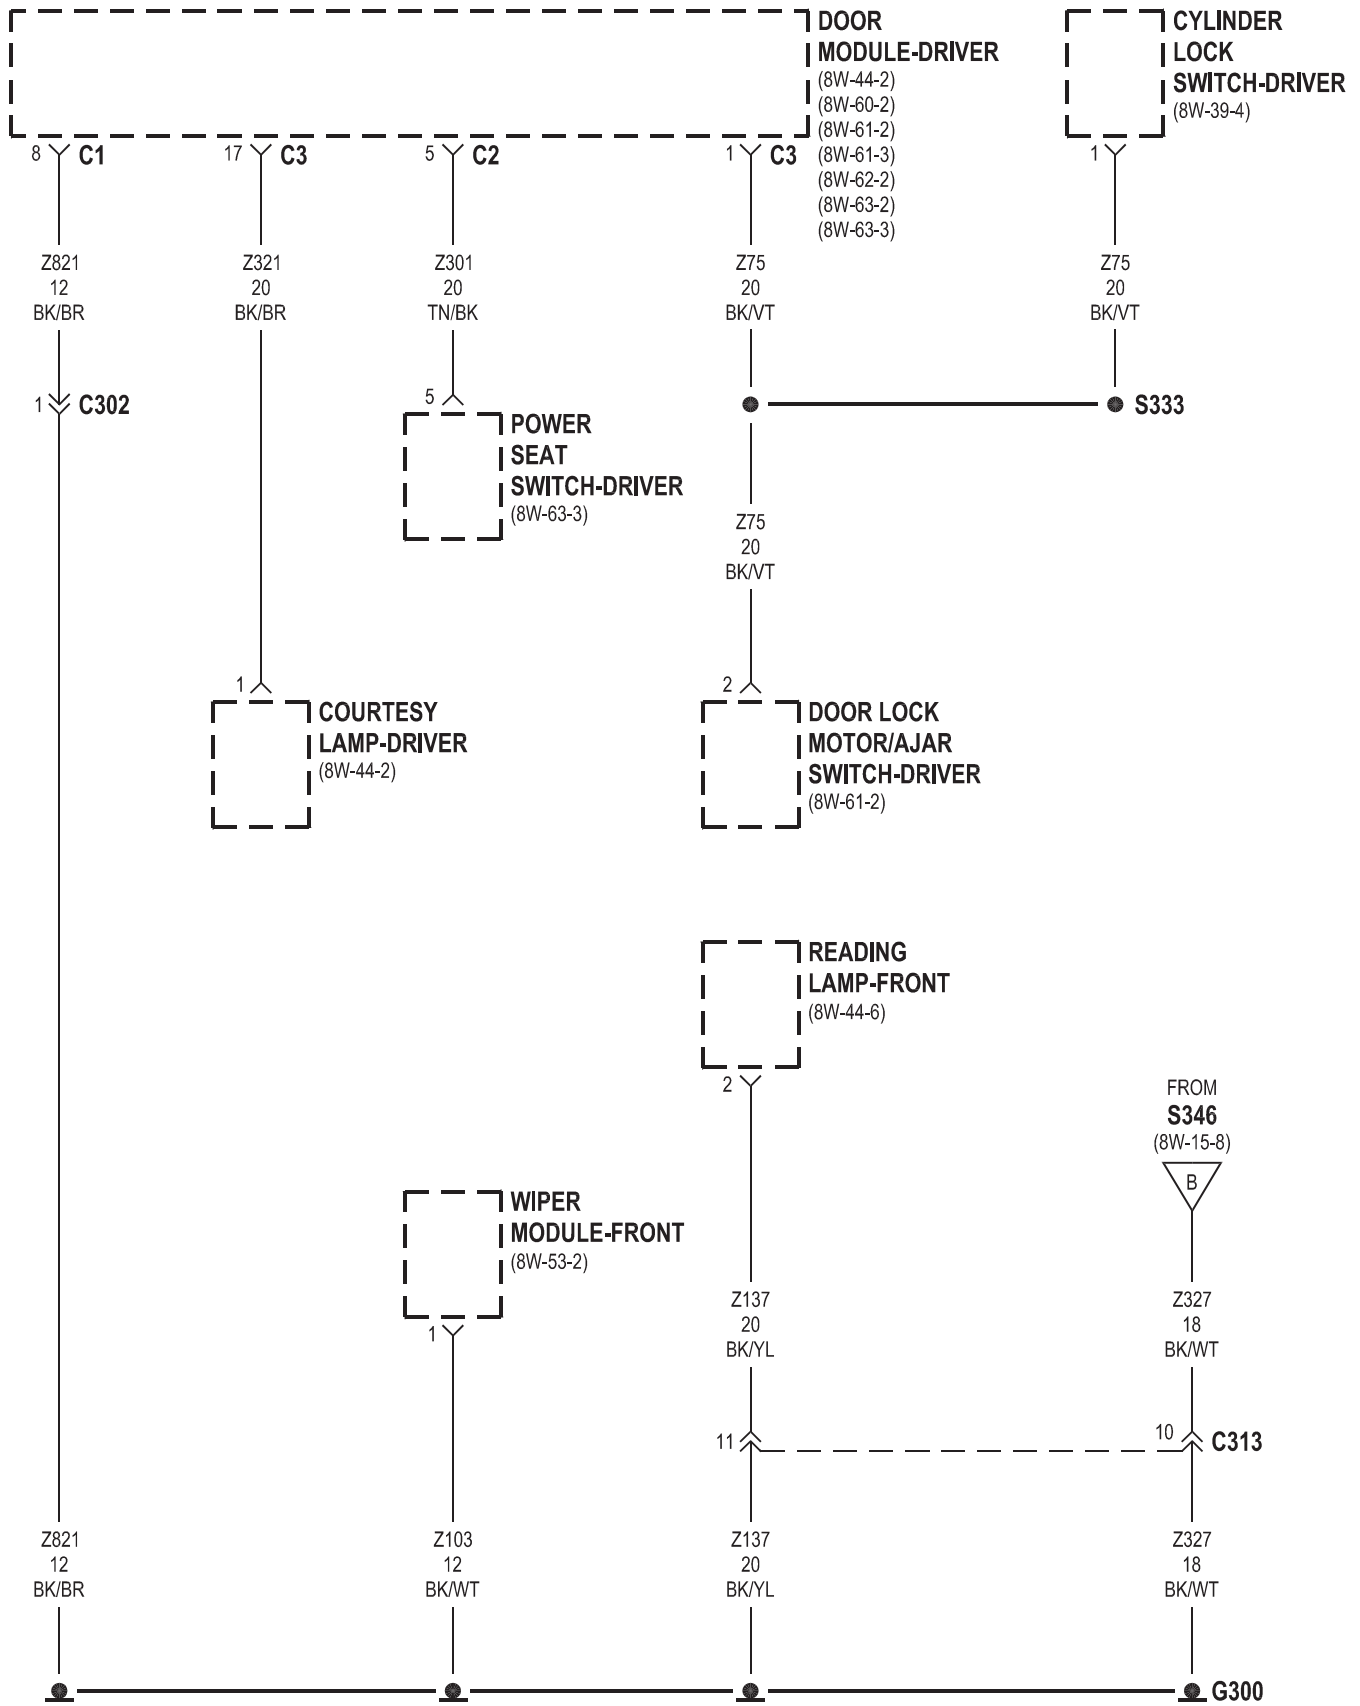 DOOR
MODULE-DRIVER
(8W-44-2)
(8W-60-2)
(8W-61-2)
(8W-61-3)
(8W-62-2)
(8W-63-2)
(8W-63-3)
CYLINDER
LOCK
SWITCH-DRIVER
(8W-39-4)
8 C1
17 C3
5 C2
1 C3
1
Z821
12
BK/BR
Z321
20
BK/BR
Z301
20
TN/BK
Z75
20
BK/VT
Z75
20
BK/VT
1 C302
5
S333
POWER
SEAT
SWITCH-DRIVER
(8W-63-3)
Z75
20
BK/VT
1
COURTESY
LAMP-DRIVER
(8W-44-2)
2
DOOR LOCK
MOTOR/AJAR
SWITCH-DRIVER
(8W-61-2)
READING
LAMP-FRONT
(8W-44-6)
2
FROM
S346
(8W-15-8)
B
WIPER
MODULE-FRONT
(8W-53-2)
1
Z137
20
BK/YL
Z327
18
BK/WT
11
10 C313
Z821
12
BK/BR
Z103
12
BK/WT
Z137
20
BK/YL
Z327
18
BK/WT
G300